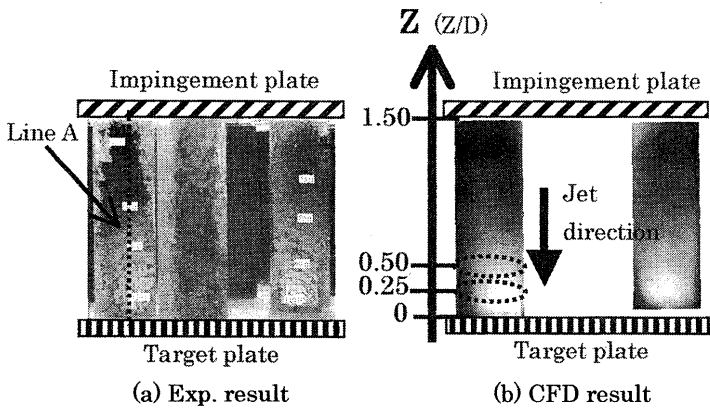 Z (Z/D)
Impingement plate
Impingement plate
Line A
1.50
Jet
direction
0.50
0.25
0
Target plate
Target plate
(a) Exp. result
(b) CFD result